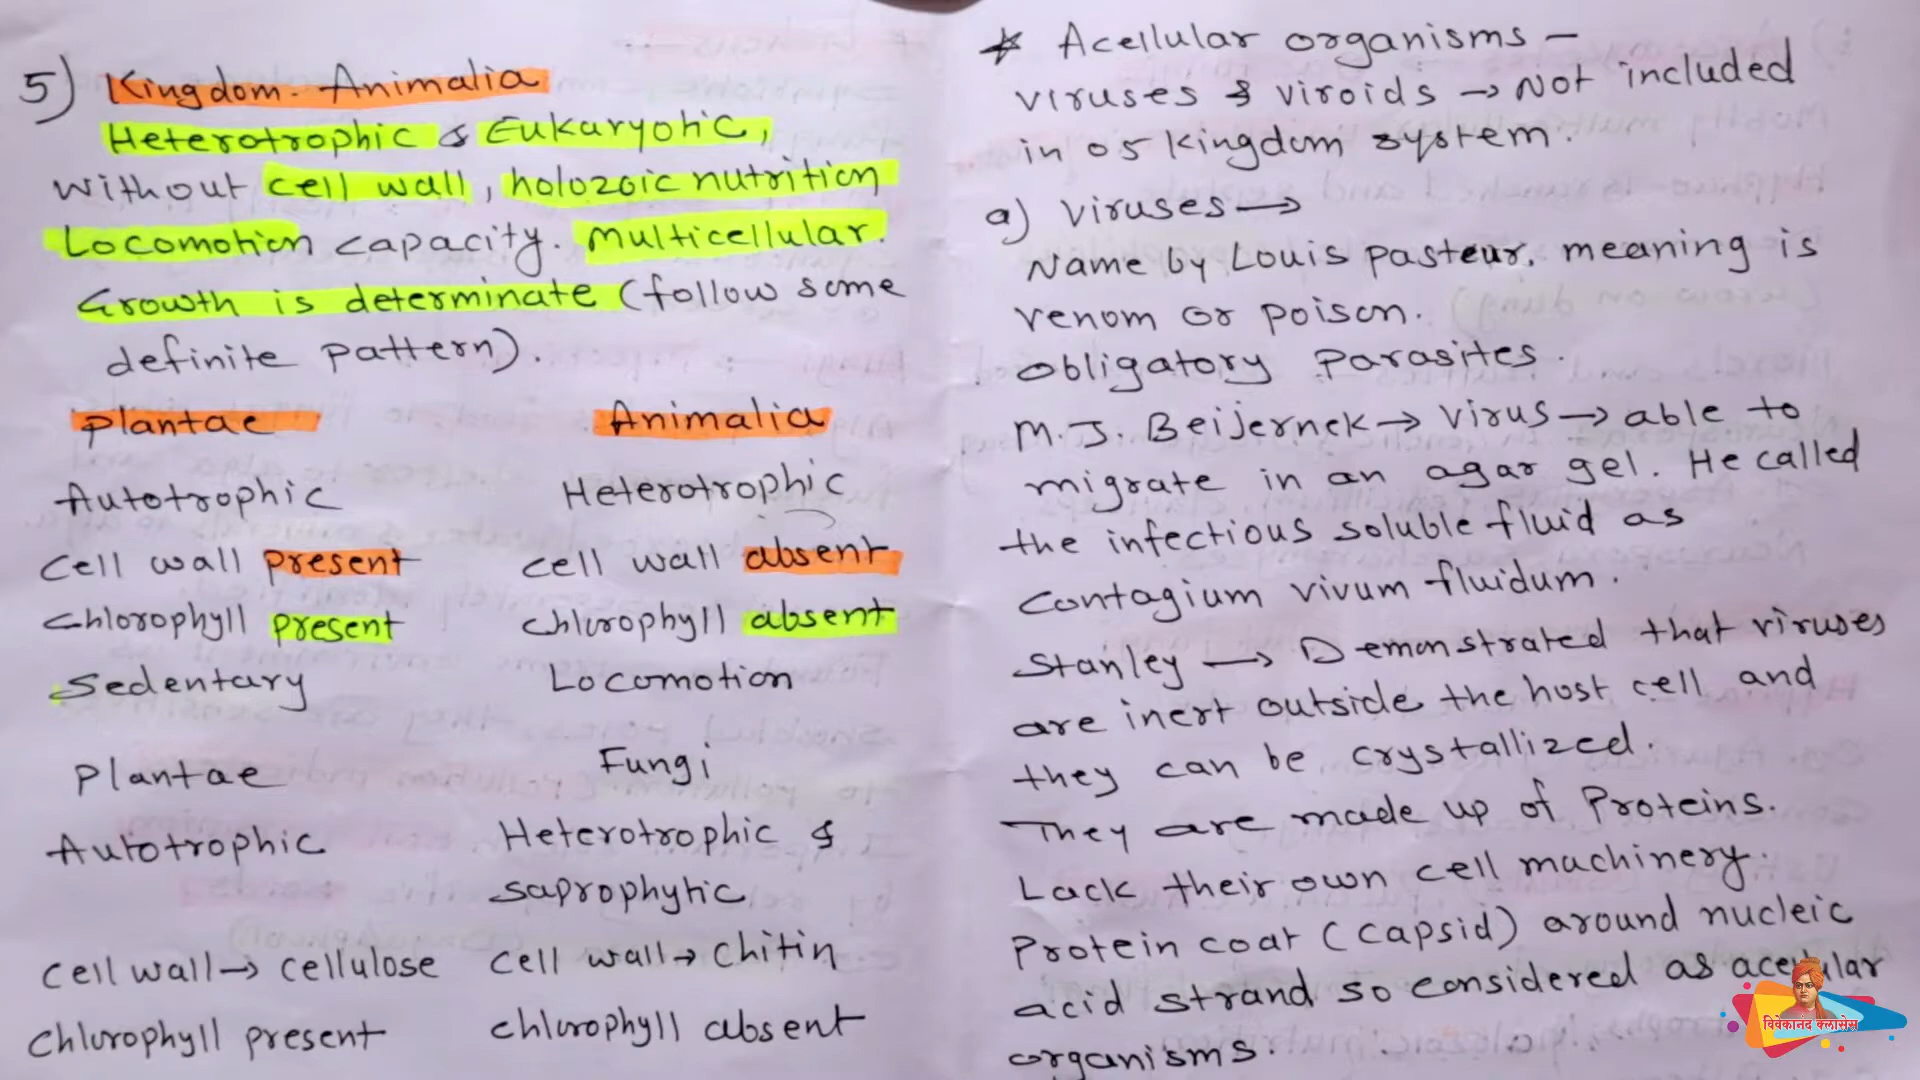 5) Kingdom. Animalia
Heterotrophic & Eukaryotic,
without cell wall, holozoic nutrition
Locomotion capacity. Multicellular.
Growth is determinate (follow some
definite pattern).
Plantae Animalia
Autotrophic Heterotrophic
Cell wall present cell wall absent
Chlorophyll present Chlorophyll absent
Sedentary Locomotion
Plantae Fungi
Autotrophic Heterotrophic &
saprophytic
Cell wall → cellulose cell wall → chitin
Chlorophyll present chlorophyll absent
* Acellular organisms –
viruses & viroids → Not included
in 05 kingdom system.
a) Viruses →
Name by Louis Pasteur. meaning is
venom or poison.
obligatory Parasites.
M.J. Beijernek → Virus → able to
migrate in an agar gel. He called
the infectious soluble fluid as
Contagium vivum fluidum.
Stanley → Demonstrated that viruses
are inert outside the host cell and
they can be crystallized.
They are made up of Proteins.
Lack their own cell machinery.
Protein coat (capsid) around nucleic
acid strand so considered as acellular
organisms.
विवेकानंद क्लासेस